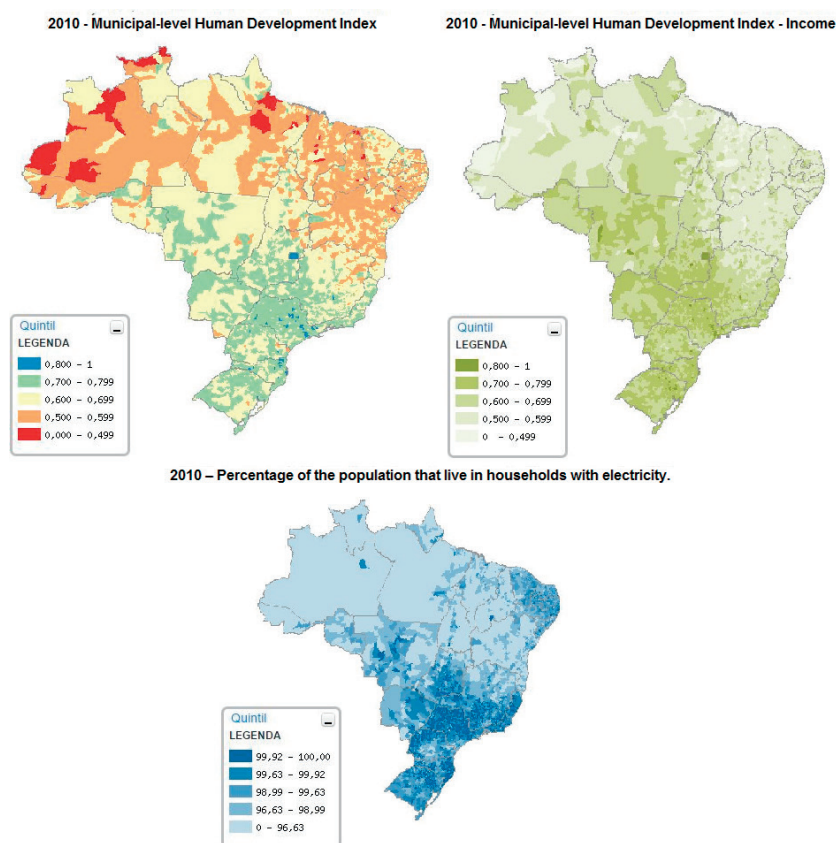 2010 - Municipal-level Human Development Index
Quintil
LEGENDA
0,800 - 1
0,700 - 0,799
0,600 - 0,699
0,500 - 0,599
0,000 - 0,499
2010 - Municipal-level Human Development Index - Income
Quintil
LEGENDA
0,800 - 1
0,700 - 0,799
0,600 - 0,699
0,500 - 0,599
0 - 0,499
2010 – Percentage of the population that live in households with electricity.
Quintil
LEGENDA
99,92 - 100,00
99,63 - 99,92
98,99 - 99,63
96,63 - 98,99
0 - 96,63